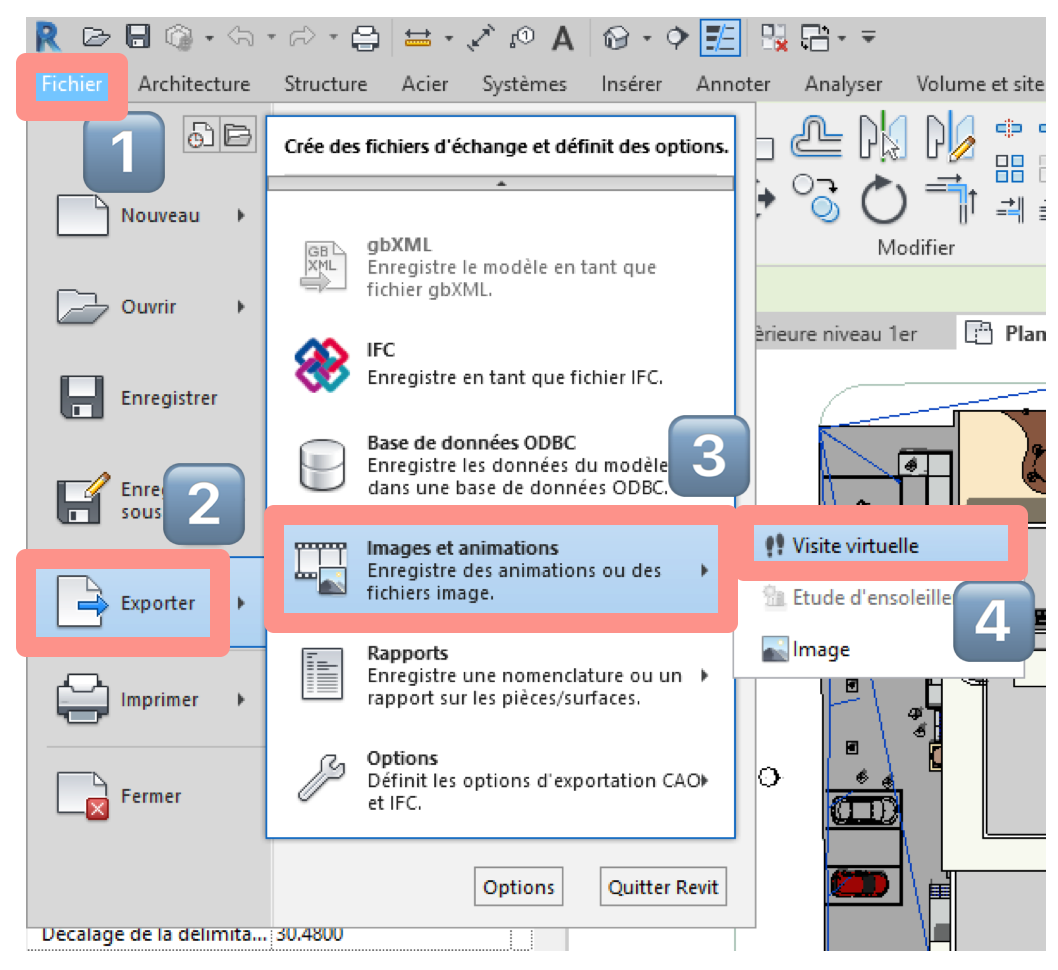 Fichier Architecture Structure Acier Systèmes Insérer Annoter Analyser Volume et site
1
Crée des fichiers d'échange et définit des options.
Nouveau
Ouvrir
Enregistrer
2
sous
Exporter
Imprimer
Fermer
GB
XML
gbXML
Enregistre le modèle en tant que
fichier gbXML.
IFC
Enregistre en tant que fichier IFC.
Base de données ODBC
Enregistre les données du modèle
dans une base de données ODBC.
3
Images et animations
Enregistre des animations ou des
fichiers image.
Rapports
Enregistre une nomenclature ou un
rapport sur les pièces/surfaces.
Options
Définit les options d'exportation CAO
et IFC.
Options Quitter Revit
Visite virtuelle
Etude d'ensoleille
4
Image
Modifier
érieure niveau 1er
Plan
Décalage de la délimita... 30.4800